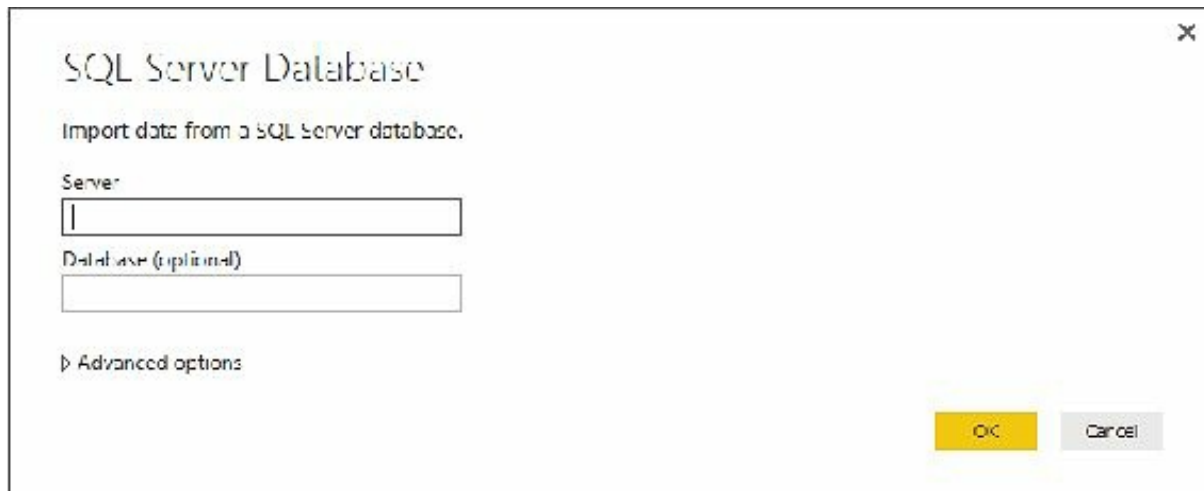 SQL Server Database
Import data from a SQL Server database.
Server
Database (optional)
Advanced options
OK
Cancel